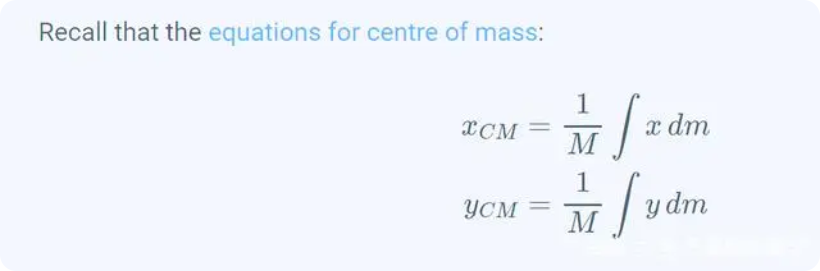 Recall that the equations for centre of mass:
x_{CM} = \frac{1}{M} \int x \, dm
y_{CM} = \frac{1}{M} \int y \, dm